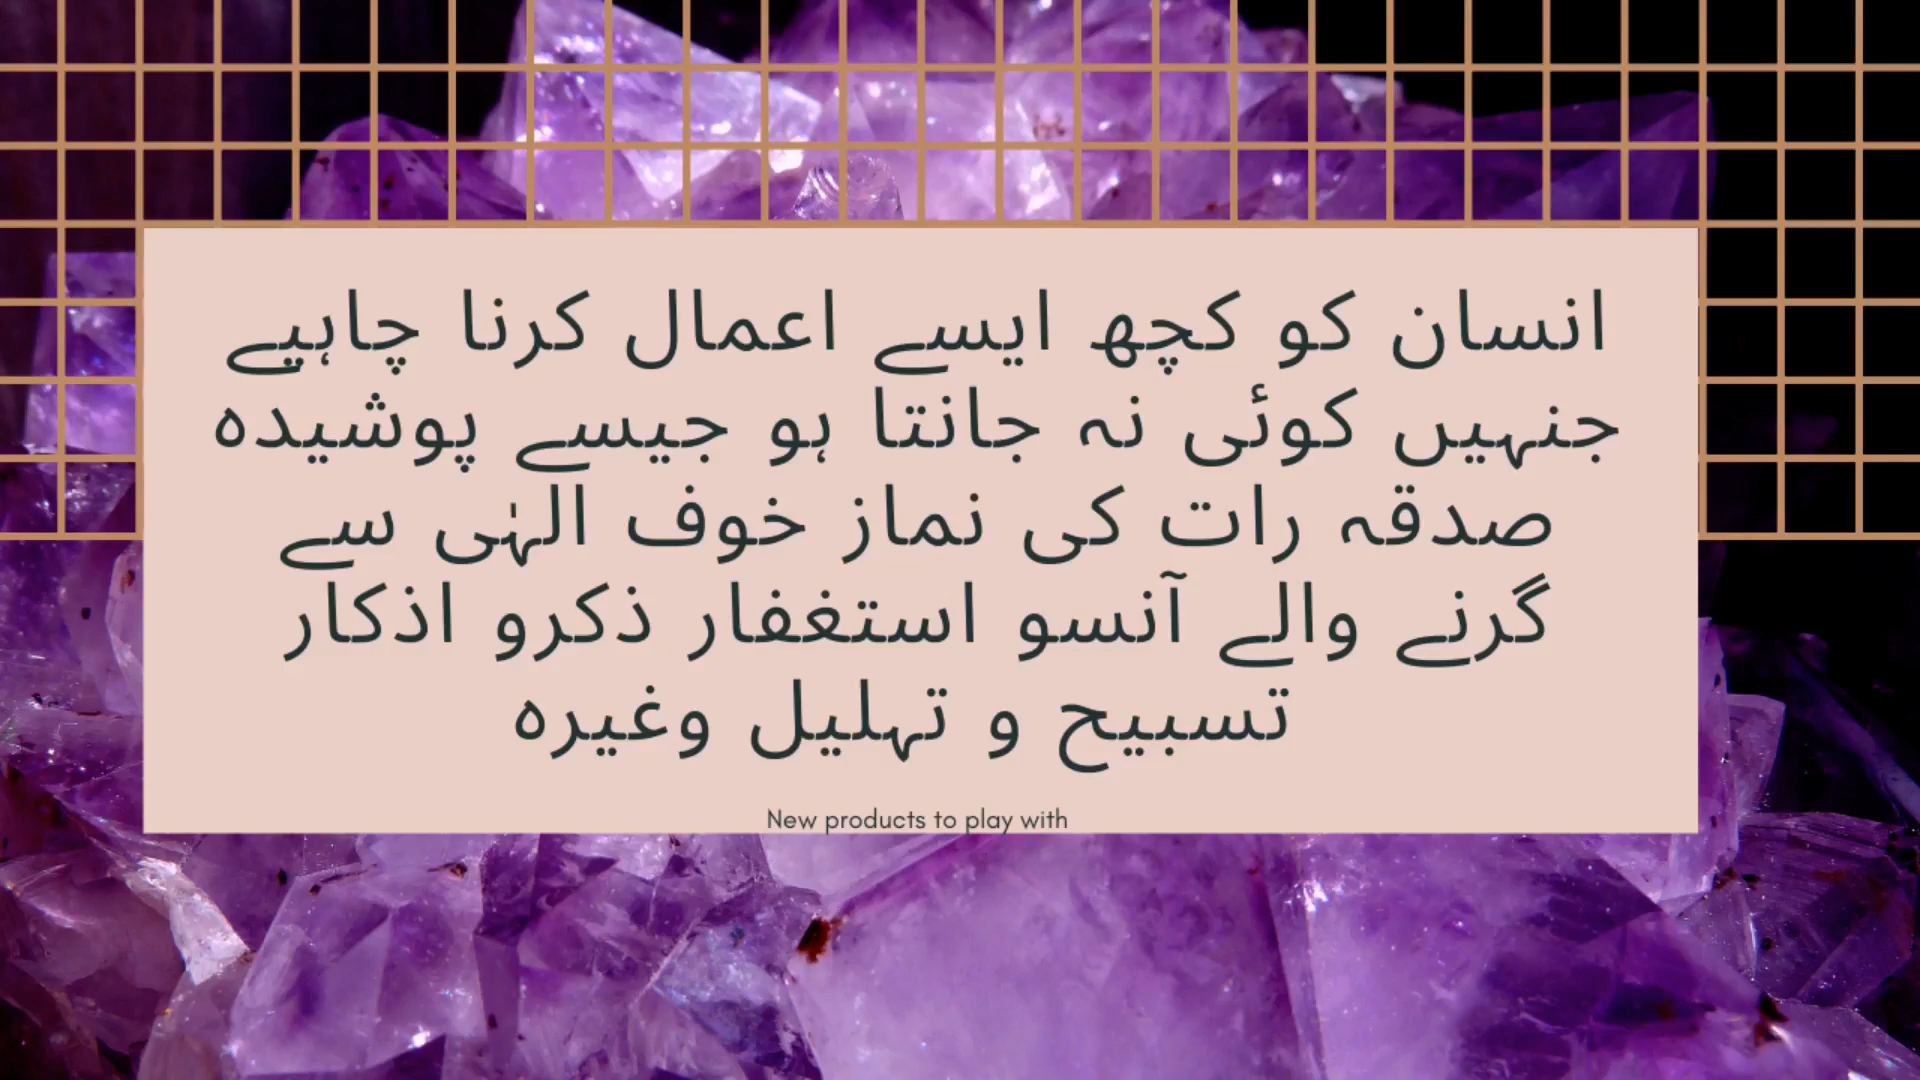 انسان کو کچھ ایسے اعمال کرنا چاہیے
جنہیں کوئی نہ جانتا ہو جیسے پوشیدہ
صدقہ رات کی نماز خوف الہٰی سے
گرنے والے آنسو استغفار ذکرو اذکار
تسبیح و تہلیل وغیرہ
New products to play with